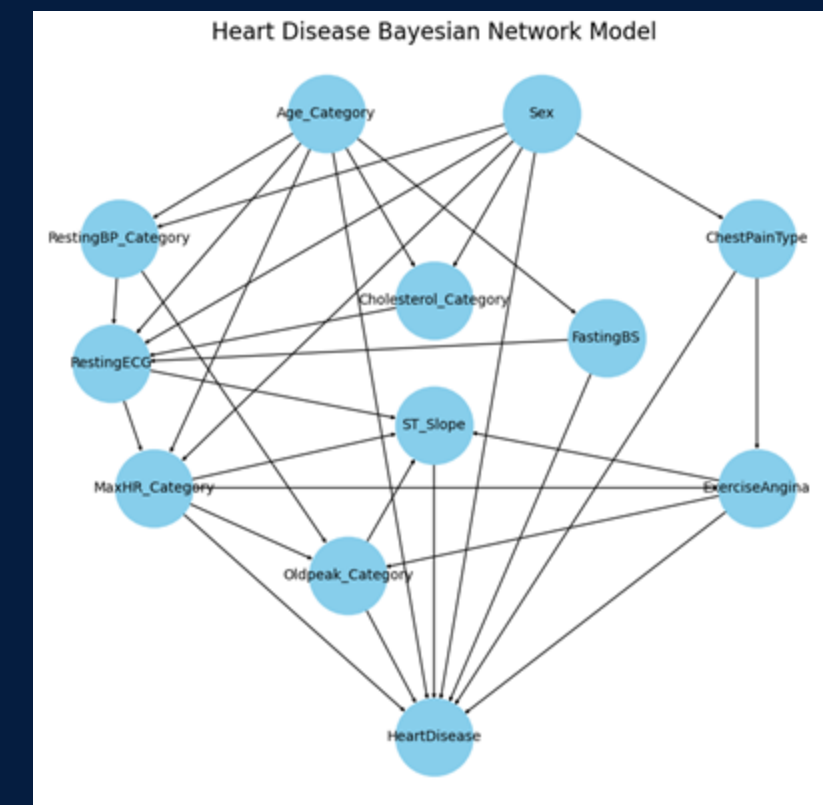 Heart Disease Bayesian Network Model
Age_Category
Sex
RestingBP_Category
ChestPainType
Cholesterol_Category
FastingBS
RestingECG
ST_Slope
MaxHR_Category
ExerciseAngina
Oldpeak_Category
HeartDisease